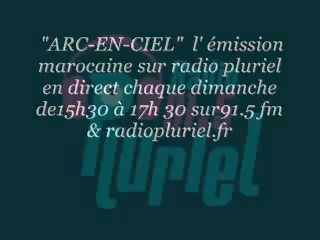 "ARC-EN-CIEL" l' émission
marocaine sur radio pluriel
en direct chaque dimanche
de15h30 à 17h 30 sur91.5 fm
& radiopluriel.fr